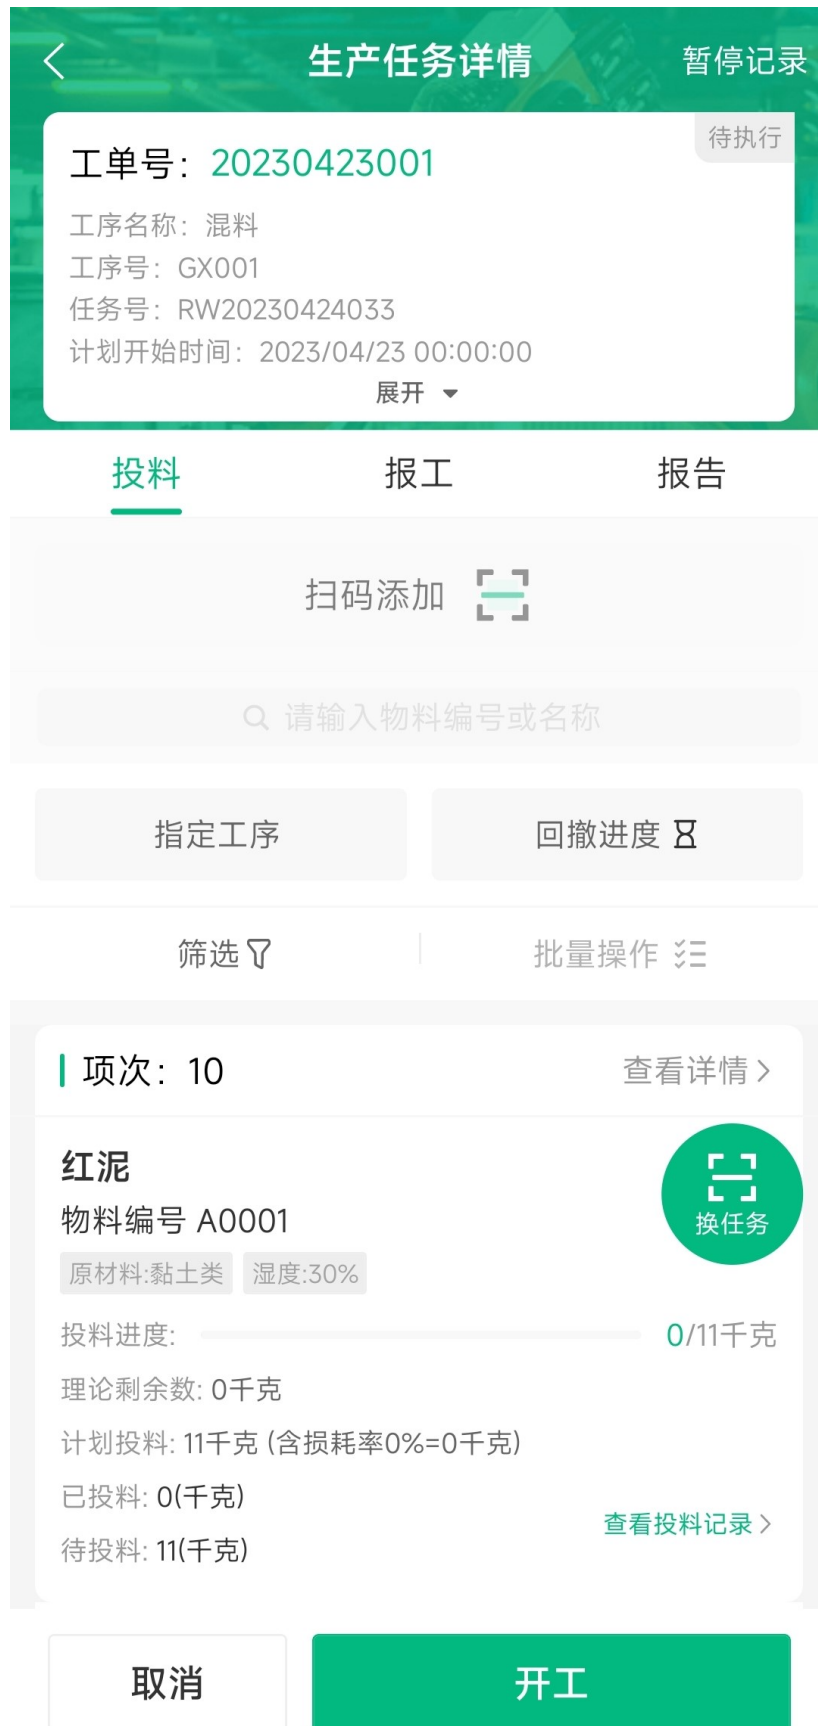 生产任务详情 暂停记录
待执行
工单号：20230423001
工序名称：混料
工序号：GX001
任务号：RW20230424033
计划开始时间：2023/04/23 00:00:00
展开
投料 报工 报告
扫码添加
请输入物料编号或名称
指定工序 回撤进度
筛选 批量操作
项次：10 查看详情
红泥
物料编号 A0001
换任务
原材料:黏土类 湿度:30%
投料进度: 0/11千克
理论剩余数: 0千克
计划投料: 11千克 (含损耗率0%=0千克)
已投料: 0(千克)
查看投料记录
待投料: 11(千克)
取消 开工